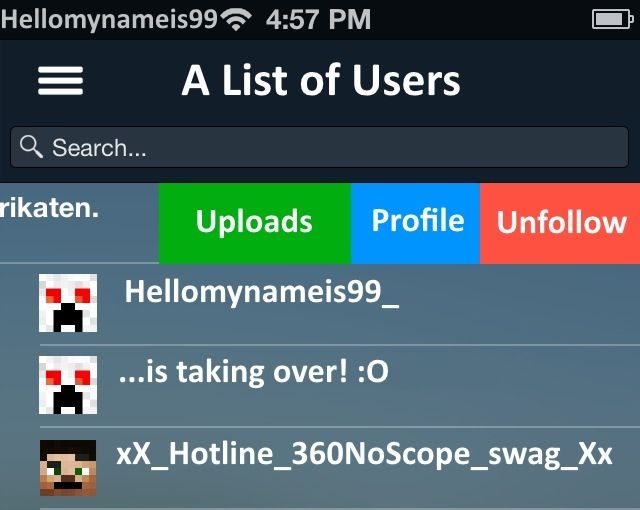 Hellomynameis99 4:57 PM
A List of Users
Search...
rikaten. Uploads Profile Unfollow
Hellomynameis99_
...is taking over! :O
xX_Hotline_360NoScope_swag_Xx